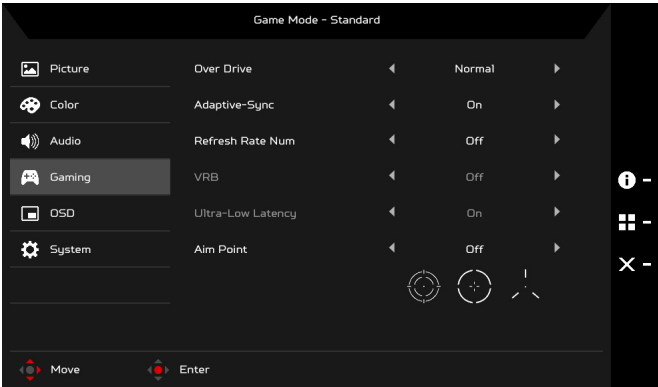 Game Mode - Standard
Picture Over Drive Normal
Color Adaptive-Sync On
Audio Refresh Rate Num Off
Gaming VRB Off
OSD Ultra-Low Latency On
System Aim Point Off
Move Enter